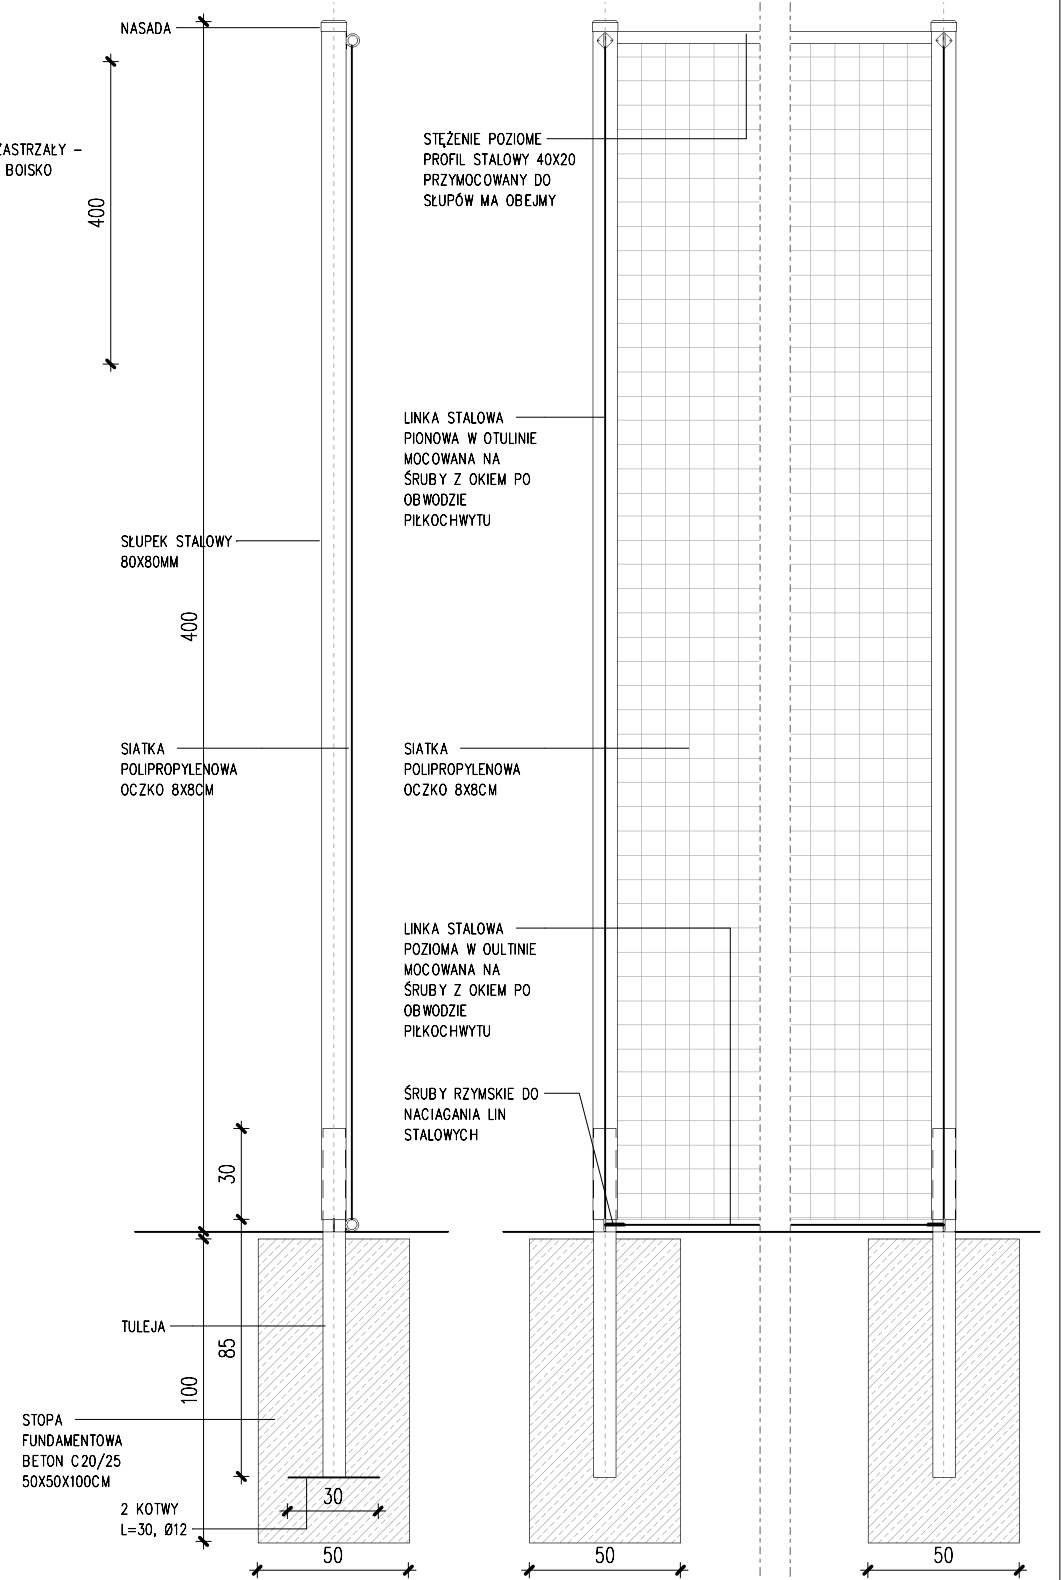 NASADA
ZASTRZAŁY -
BOISKO
400
STĘŻENIE POZIOME
PROFIL STALOWY 40X20
PRZYMOCOWANY DO
SŁUPÓW MA OBEJMY
LINKA STALOWA
PIONOWA W OTULINIE
MOCOWANA NA
ŚRUBY Z OKIEM PO
OBWODZIE
PIŁKOCHWYTU
SŁUPEK STALOWY
80X80MM
400
SIATKA
POLIPROPYLENOWA
OCZKO 8X8CM
SIATKA
POLIPROPYLENOWA
OCZKO 8X8CM
LINKA STALOWA
POZIOMA W OULTINIE
MOCOWANA NA
ŚRUBY Z OKIEM PO
OBWODZIE
PIŁKOCHWYTU
ŚRUBY RZYMSKIE DO
NACIAGANIA LIN
STALOWYCH
30
TULEJA
85
100
STOPA
FUNDAMENTOWA
BETON C20/25
50X50X100CM
2 KOTWY
L=30, Ø12
30
50
50
50